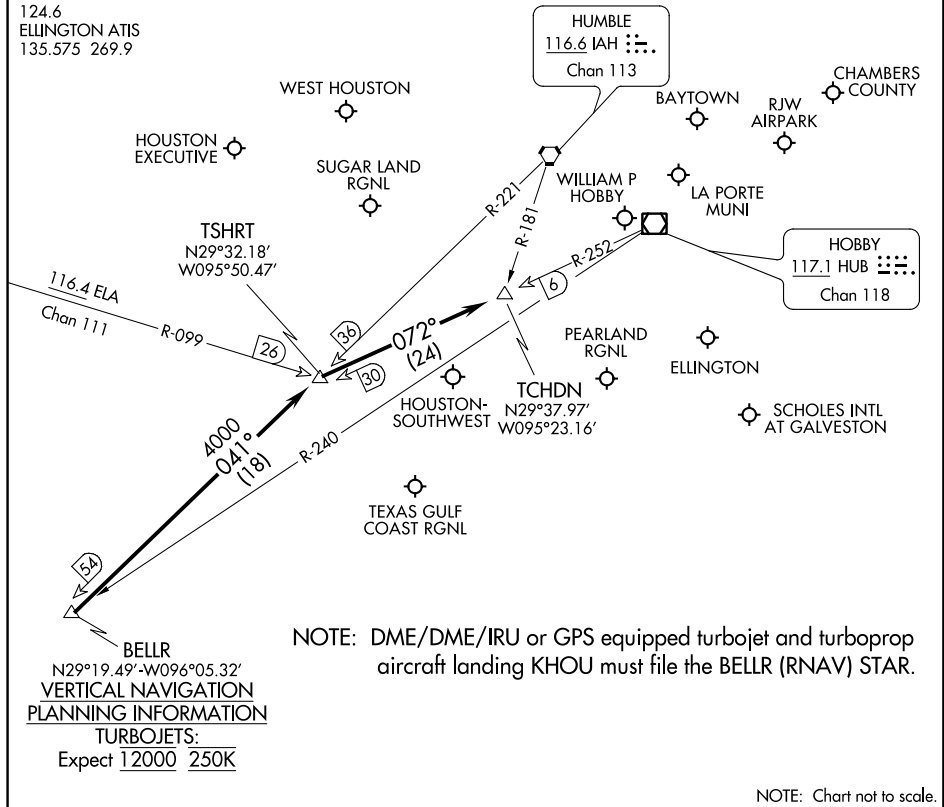 124.6
ELLINGTON ATIS
135.575 269.9
HUMBLE
116.6 IAH
Chan 113
WEST HOUSTON
HOUSTON
EXECUTIVE
SUGAR LAND
RGNL
BAYTOWN
RJW
AIRPARK
CHAMBERS
COUNTY
WILLIAM P
HOBBY
LA PORTE
MUNI
HOBBY
117.1 HUB
Chan 118
TSHRT
N29°32.18'
W095°50.47'
116.4 ELA
Chan 111
R-099
26
R-221
R-181
R-252
6
36
072°
(24)
30
HOUSTON-
SOUTHWEST
TCHDN
N29°37.97'
W095°23.16'
PEARLAND
RGNL
ELLINGTON
SCHOLES INTL
AT GALVESTON
4000
041°
(18)
R-240
TEXAS GULF
COAST RGNL
54
BELLR
N29°19.49'-W096°05.32'
VERTICAL NAVIGATION
PLANNING INFORMATION
TURBOJETS:
Expect 12000 250K
NOTE: DME/DME/IRU or GPS equipped turbojet and turboprop
aircraft landing KHOU must file the BELLR (RNAV) STAR.
NOTE: Chart not to scale.